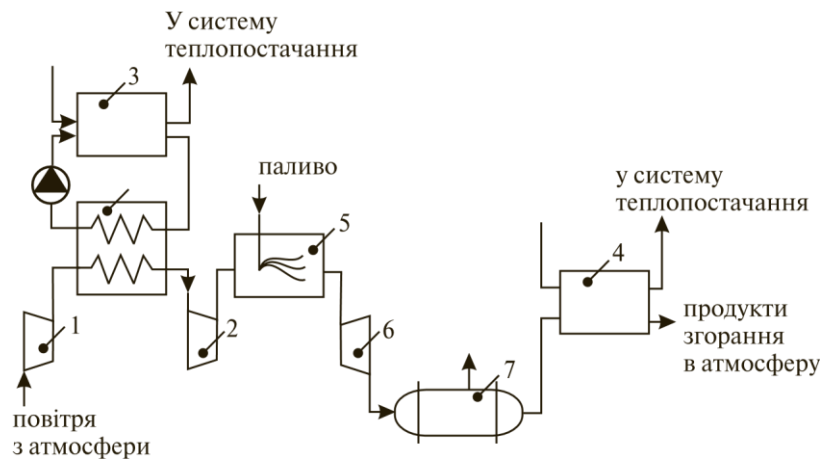 У систему
теплопостачання
3
паливо
5
у систему
теплопостачання
4
продукти
згорання
в атмосферу
1
2
6
7
повітря
з атмосфери